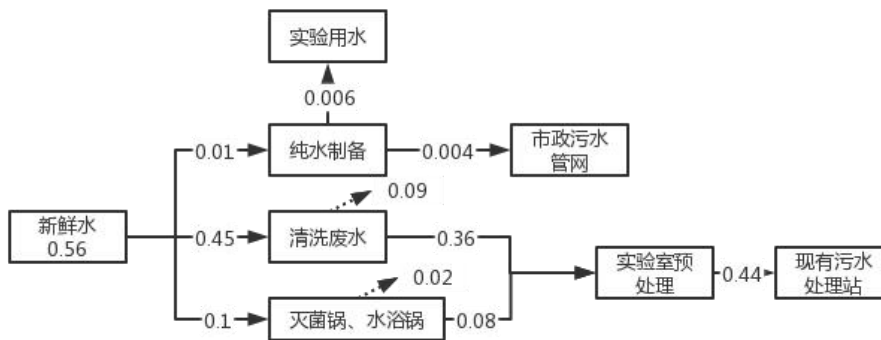 实验用水
0.006
0.01
纯水制备
0.004
市政污水
管网
0.09
新鲜水
0.56
0.45
清洗废水
0.36
实验室预
处理
0.44
现有污水
处理站
0.02
0.1
灭菌锅、水浴锅
0.08